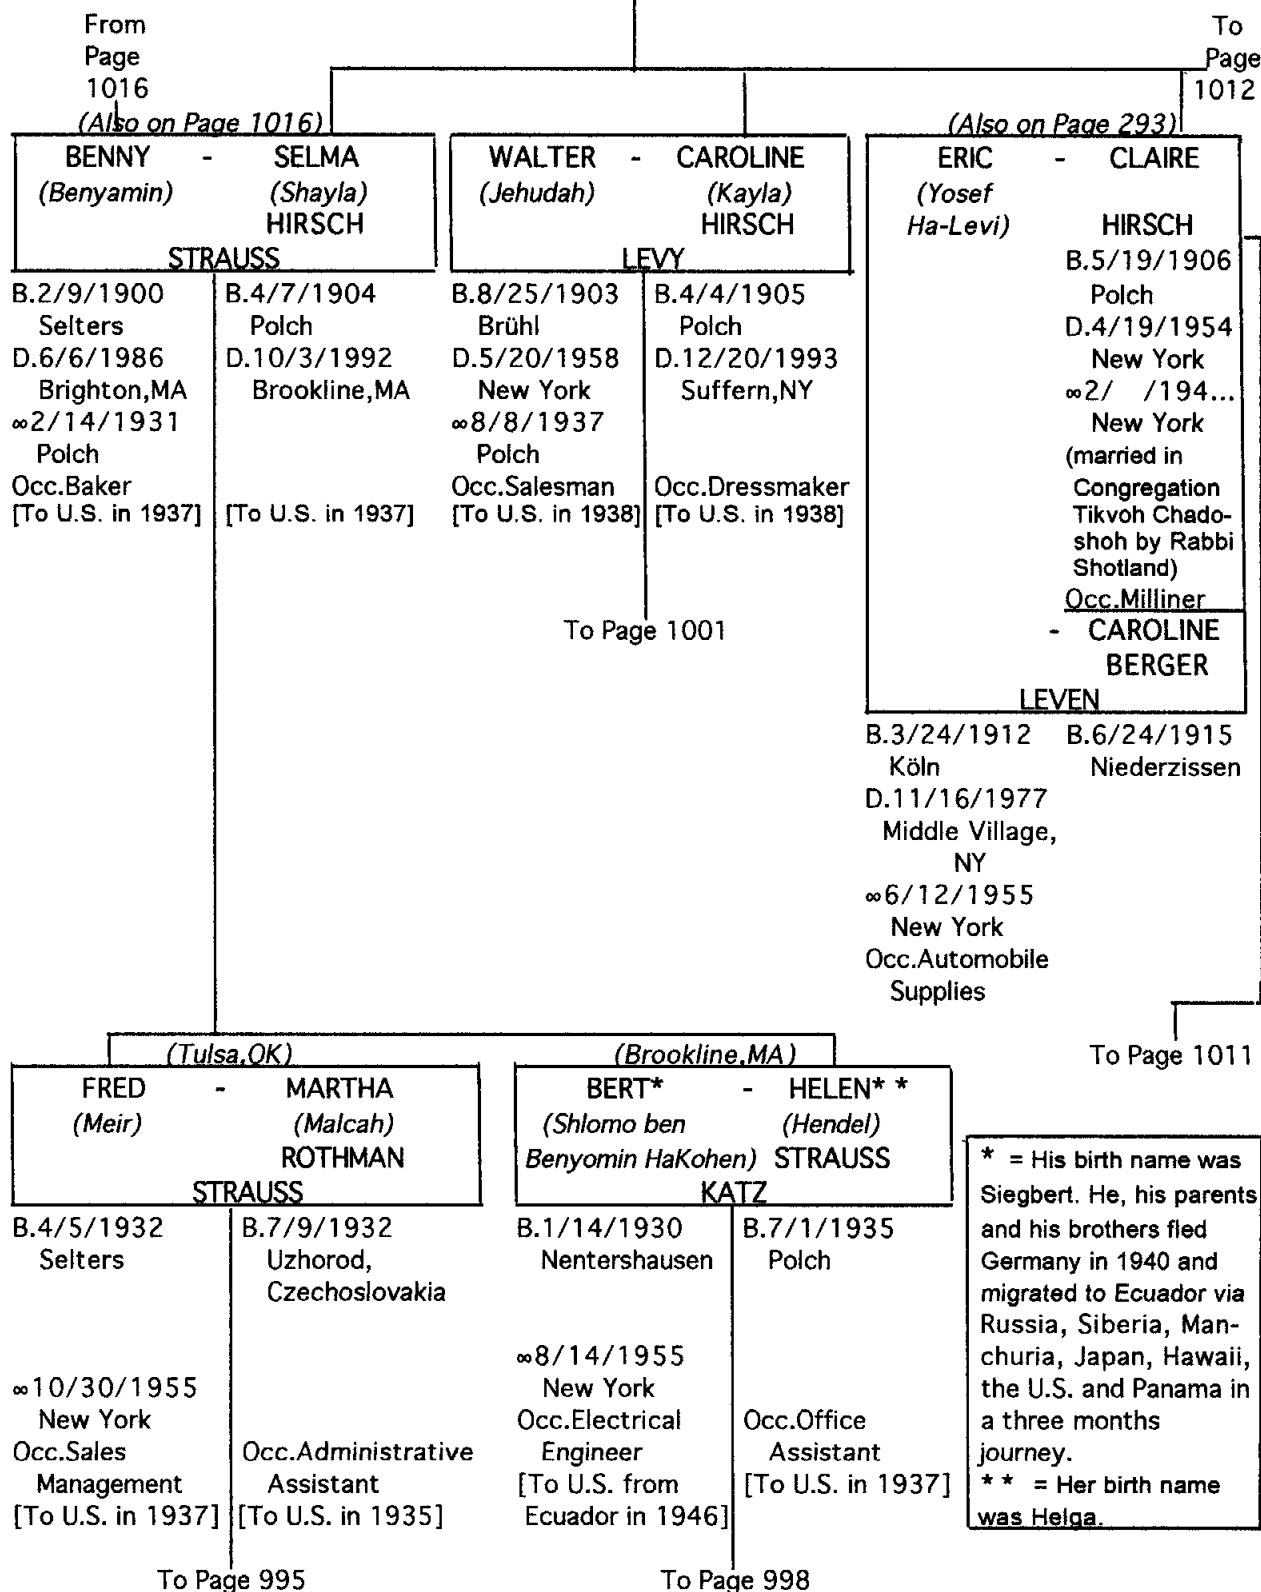 From
Page
1016
To
Page
1012
(Also on Page 1016)
BENNY - SELMA
(Benyamin) (Shayla)
HIRSCH
STRAUSS
B.2/9/1900 B.4/7/1904
Selters Polch
D.6/6/1986 D.10/3/1992
Brighton,MA Brookline,MA
∞2/14/1931
Polch
Occ.Baker
[To U.S. in 1937] [To U.S. in 1937]
WALTER - CAROLINE
(Jehudah) (Kayla)
HIRSCH
LEVY
B.8/25/1903 B.4/4/1905
Brühl Polch
D.5/20/1958 D.12/20/1993
New York Suffern,NY
∞8/8/1937
Polch
Occ.Salesman Occ.Dressmaker
[To U.S. in 1938] [To U.S. in 1938]
To Page 1001
(Also on Page 293)
ERIC - CLAIRE
(Yosef
Ha-Levi) HIRSCH
B.5/19/1906
Polch
D.4/19/1954
New York
∞2/ /194...
New York
(married in
Congregation
Tikvoh Chado-
shoh by Rabbi
Shotland)
Occ.Milliner
- CAROLINE
BERGER
LEVEN
B.3/24/1912 B.6/24/1915
Köln Niederzissen
D.11/16/1977
Middle Village,
NY
∞6/12/1955
New York
Occ.Automobile
Supplies
To Page 1011
(Tulsa,OK)
FRED - MARTHA
(Meir) (Malcah)
ROTHMAN
STRAUSS
B.4/5/1932 B.7/9/1932
Selters Uzhorod,
Czechoslovakia
∞10/30/1955
New York
Occ.Sales Occ.Administrative
Management Assistant
[To U.S. in 1937] [To U.S. in 1935]
To Page 995
(Brookline,MA)
BERT* - HELEN* *
(Shlomo ben (Hendel)
Benyomin HaKohen) STRAUSS
KATZ
B.1/14/1930 B.7/1/1935
Nentershausen Polch
∞8/14/1955
New York
Occ.Electrical Occ.Office
Engineer Assistant
[To U.S. from [To U.S. in 1937]
Ecuador in 1946]
To Page 998
* = His birth name was
Siegbert. He, his parents
and his brothers fled
Germany in 1940 and
migrated to Ecuador via
Russia, Siberia, Man-
churia, Japan, Hawaii,
the U.S. and Panama in
a three months
journey.
* * = Her birth name
was Helga.